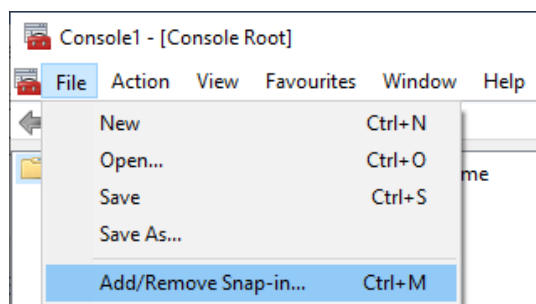 Console1 - [Console Root]
File Action View Favourites Window Help
New Ctrl+N
Open... Ctrl+O
Save Ctrl+S
Save As...
Add/Remove Snap-in... Ctrl+M